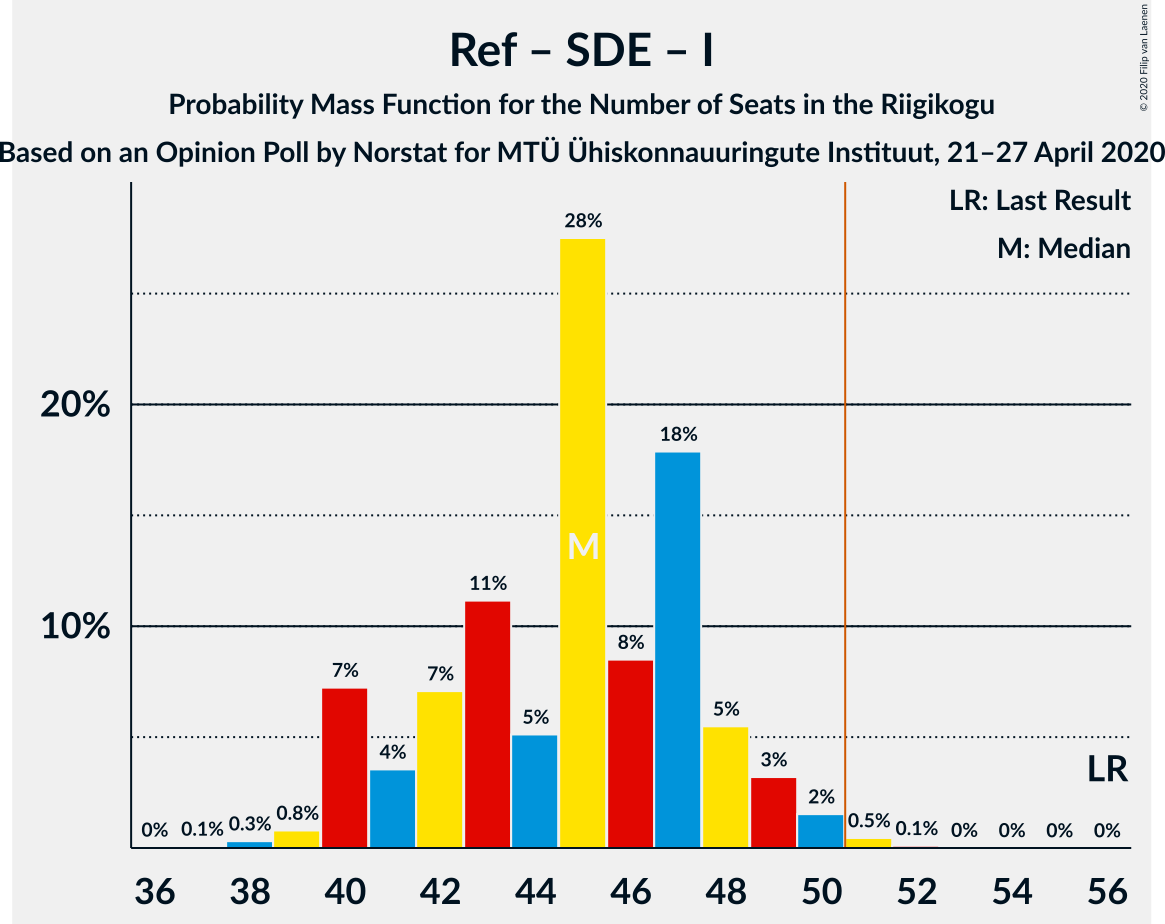 Ref – SDE – I
Probability Mass Function for the Number of Seats in the Riigikogu
Based on an Opinion Poll by Norstat for MTÜ Ühiskonnauuringute Instituut, 21–27 April 2020
© 2020 Filip van Laenen
LR: Last Result
M: Median
28%
20%
18%
M
11%
10%
8%
7%
7%
5%
5%
4%
3%
LR
2%
0%
0.1%
0.3%
0.8%
0.5%
0.1%
0%
0%
0%
0%
36 38 40 42 44 46 48 50 52 54 56